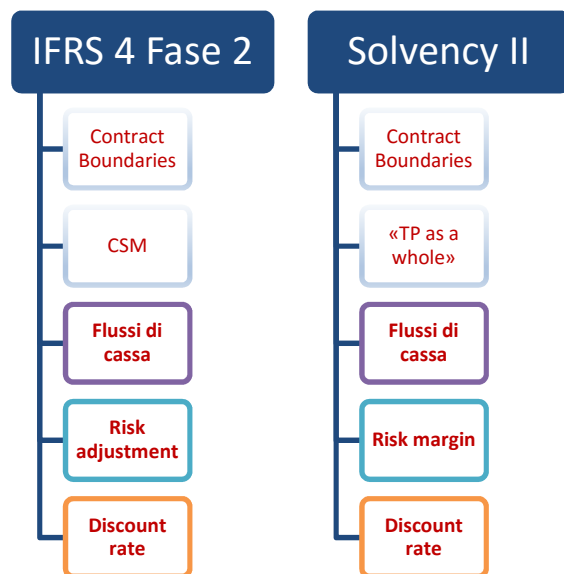 IFRS 4 Fase 2
Contract
Boundaries
CSM
Flussi di
cassa
Risk
adjustment
Discount
rate
Solvency II
Contract
Boundaries
«TP as a
whole»
Flussi di
cassa
Risk margin
Discount
rate